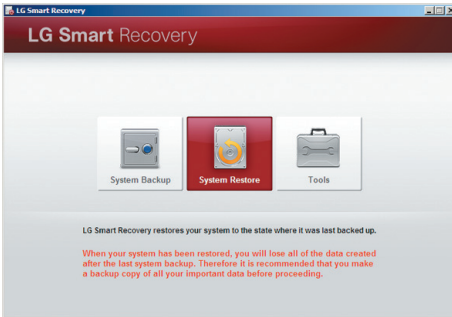 LG Smart Recovery
LG Smart Recovery
System Backup
System Restore
Tools
LG Smart Recovery restores your system to the state where it was last backed up.
When your system has been restored, you will lose all of the data created
after the last system backup. Therefore it is recommended that you make
a backup copy of all your important data before proceeding.